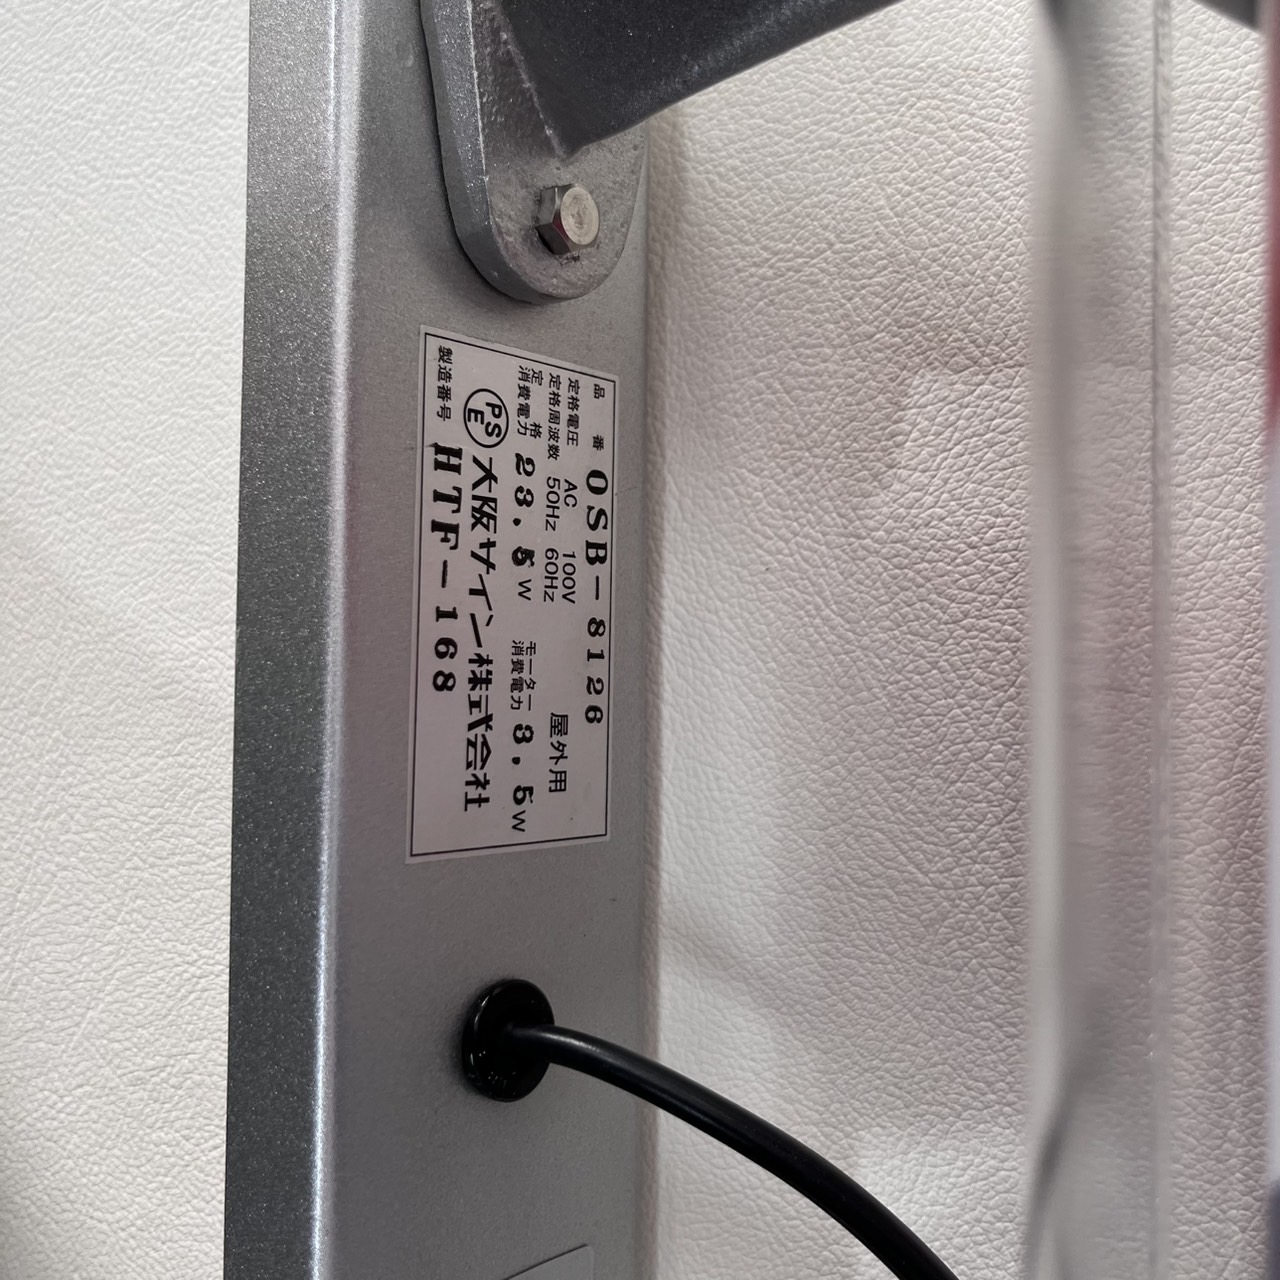 品番 OSB-8126
定格電圧 AC 100V
定格周波数 50Hz 60Hz 屋外用
定格消費電力 23.5W モーター消費電力 3.5W
PSE 大阪サイン株式会社
製造番号 HTF-168